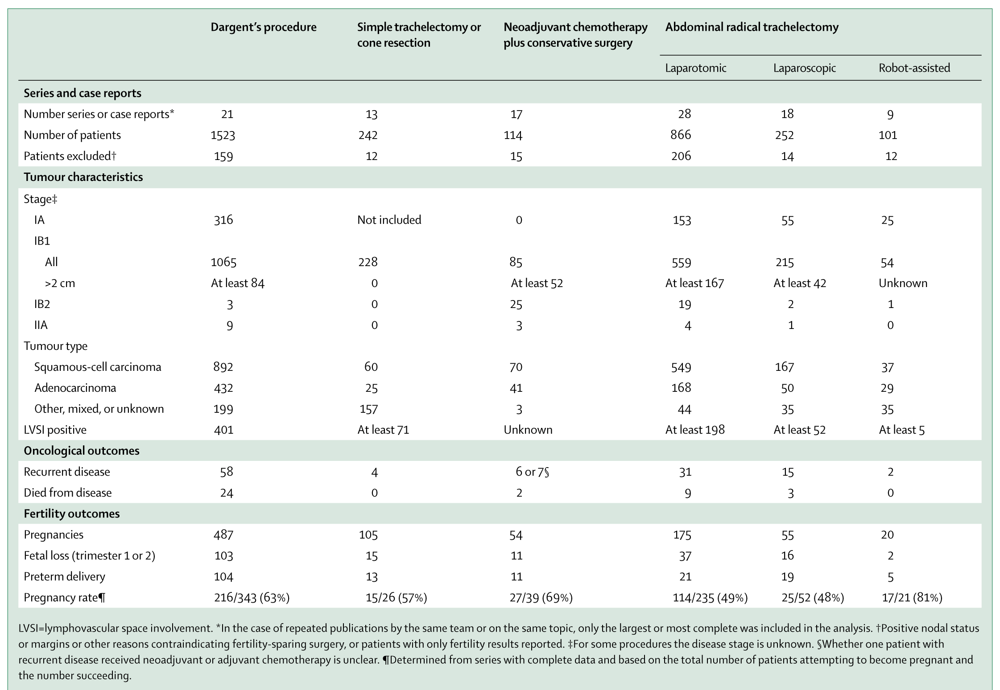 Dargent’s procedure Simple trachelectomy or cone resection Neoadjuvant chemotherapy plus conservative surgery Abdominal radical trachelectomy
Laparotomic Laparoscopic Robot-assisted
Series and case reports
Number series or case reports* 21 13 17 28 18 9
Number of patients 1523 242 114 866 252 101
Patients excluded† 159 12 15 206 14 12
Tumour characteristics
Stage‡
IA 316 Not included 0 153 55 25
IB1
All 1065 228 85 559 215 54
>2 cm At least 84 0 At least 52 At least 167 At least 42 Unknown
IB2 3 0 25 19 2 1
IIA 9 0 3 4 1 0
Tumour type
Squamous-cell carcinoma 892 60 70 549 167 37
Adenocarcinoma 432 25 41 168 50 29
Other, mixed, or unknown 199 157 3 44 35 35
LVSI positive 401 At least 71 Unknown At least 198 At least 52 At least 5
Oncological outcomes
Recurrent disease 58 4 6 or 7§ 31 15 2
Died from disease 24 0 2 9 3 0
Fertility outcomes
Pregnancies 487 105 54 175 55 20
Fetal loss (trimester 1 or 2) 103 15 11 37 16 2
Preterm delivery 104 13 11 21 19 5
Pregnancy rate¶ 216/343 (63%) 15/26 (57%) 27/39 (69%) 114/235 (49%) 25/52 (48%) 17/21 (81%)
LVSI=lymphovascular space involvement. *In the case of repeated publications by the same team or on the same topic, only the largest or most complete was included in the analysis. †Positive nodal status
or margins or other reasons contraindicating fertility-sparing surgery, or patients with only fertility results reported. ‡For some procedures the disease stage is unknown. §Whether one patient with
recurrent disease received neoadjuvant or adjuvant chemotherapy is unclear. ¶Determined from series with complete data and based on the total number of patients attempting to become pregnant and
the number succeeding.